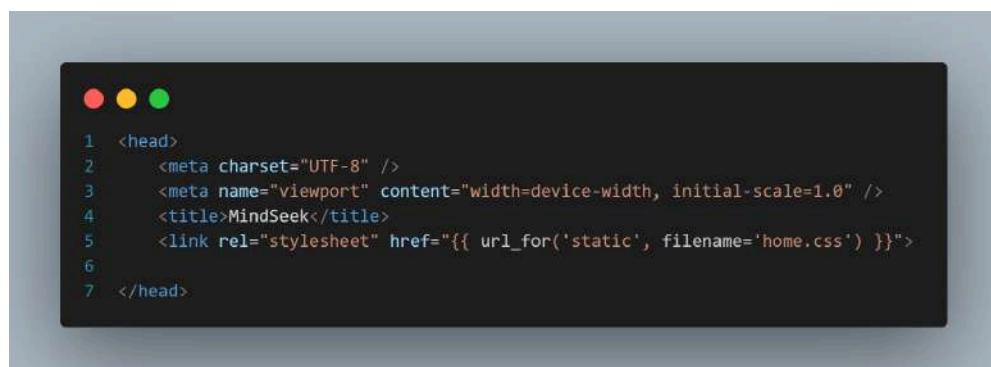 1 <head>
2 <meta charset="UTF-8" />
3 <meta name="viewport" content="width=device-width, initial-scale=1.0" />
4 <title>MindSeek</title>
5 <link rel="stylesheet" href="{{ url_for('static', filename='home.css') }}">
6
7 </head>